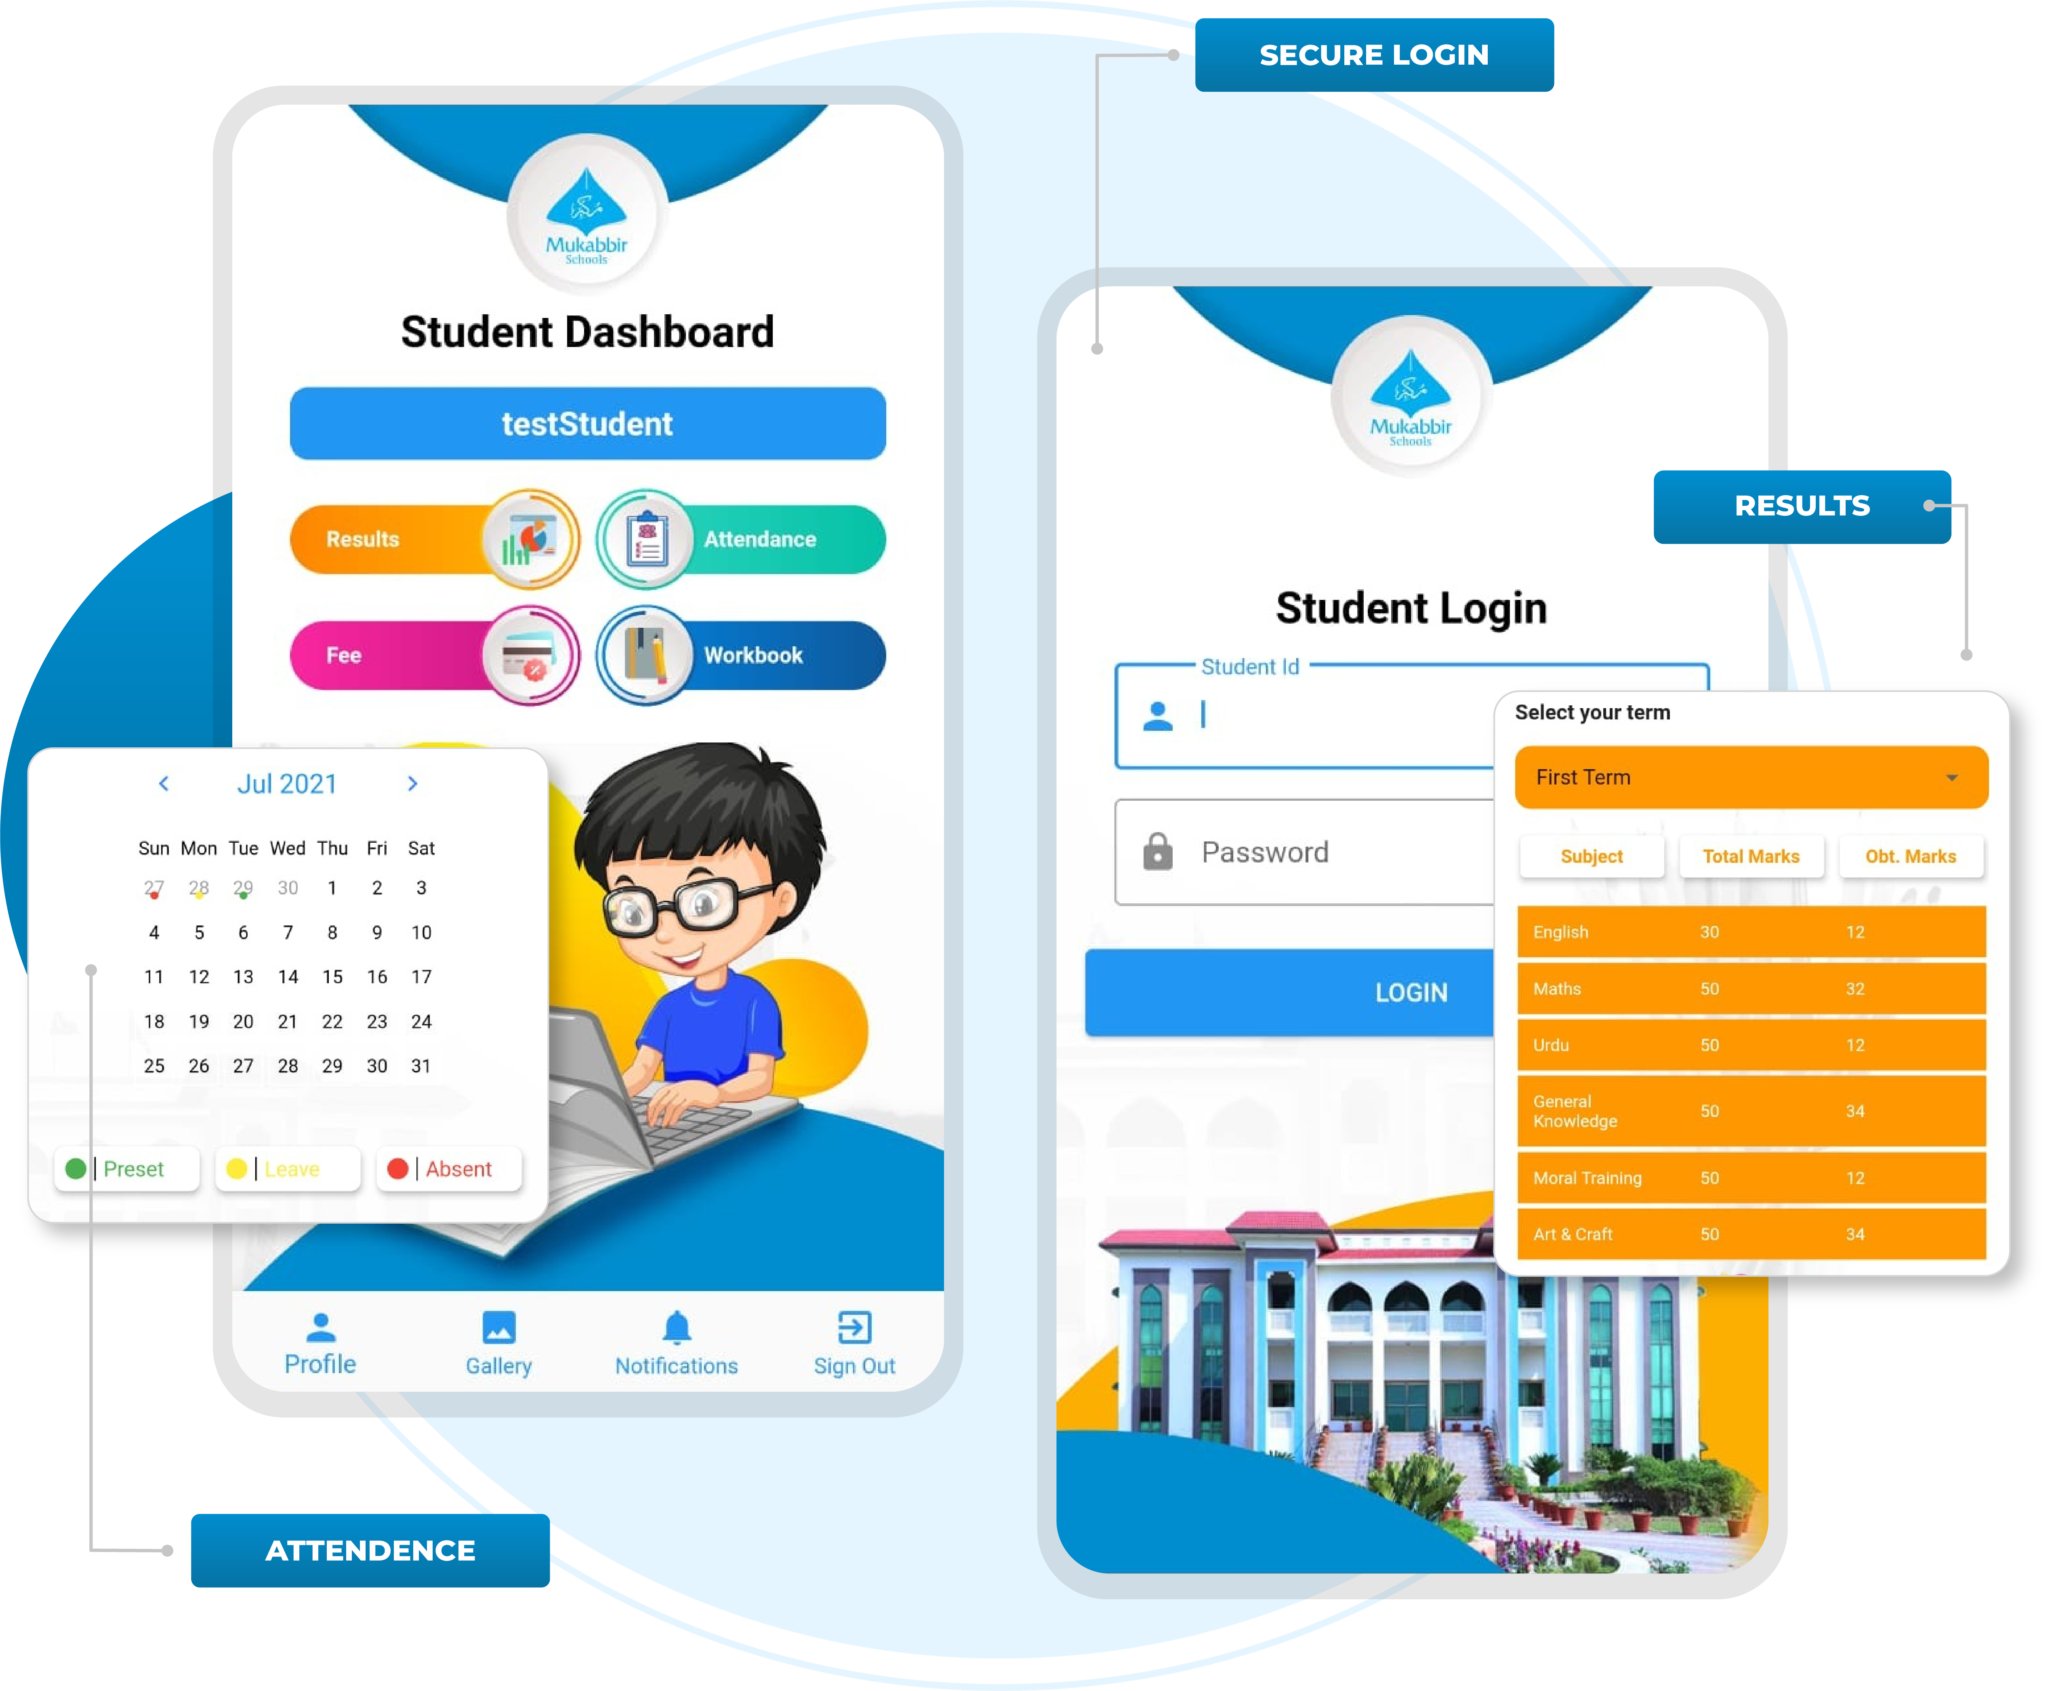 SECURE LOGIN
Mukabbir
Schools
Student Dashboard
testStudent
Results
Attendance
Fee
Workbook
Jul 2021
Sun Mon Tue Wed Thu Fri Sat
27 28 29 30 1 2 3
4 5 6 7 8 9 10
11 12 13 14 15 16 17
18 19 20 21 22 23 24
25 26 27 28 29 30 31
| Preset
| Leave
| Absent
Profile
Gallery
Notifications
Sign Out
ATTENDENCE
Mukabbir
Schools
RESULTS
Student Login
Student Id
Password
LOGIN
Select your term
First Term
Subject Total Marks Obt. Marks
English 30 12
Maths 50 32
Urdu 50 12
General
Knowledge 50 34
Moral Training 50 12
Art & Craft 50 34